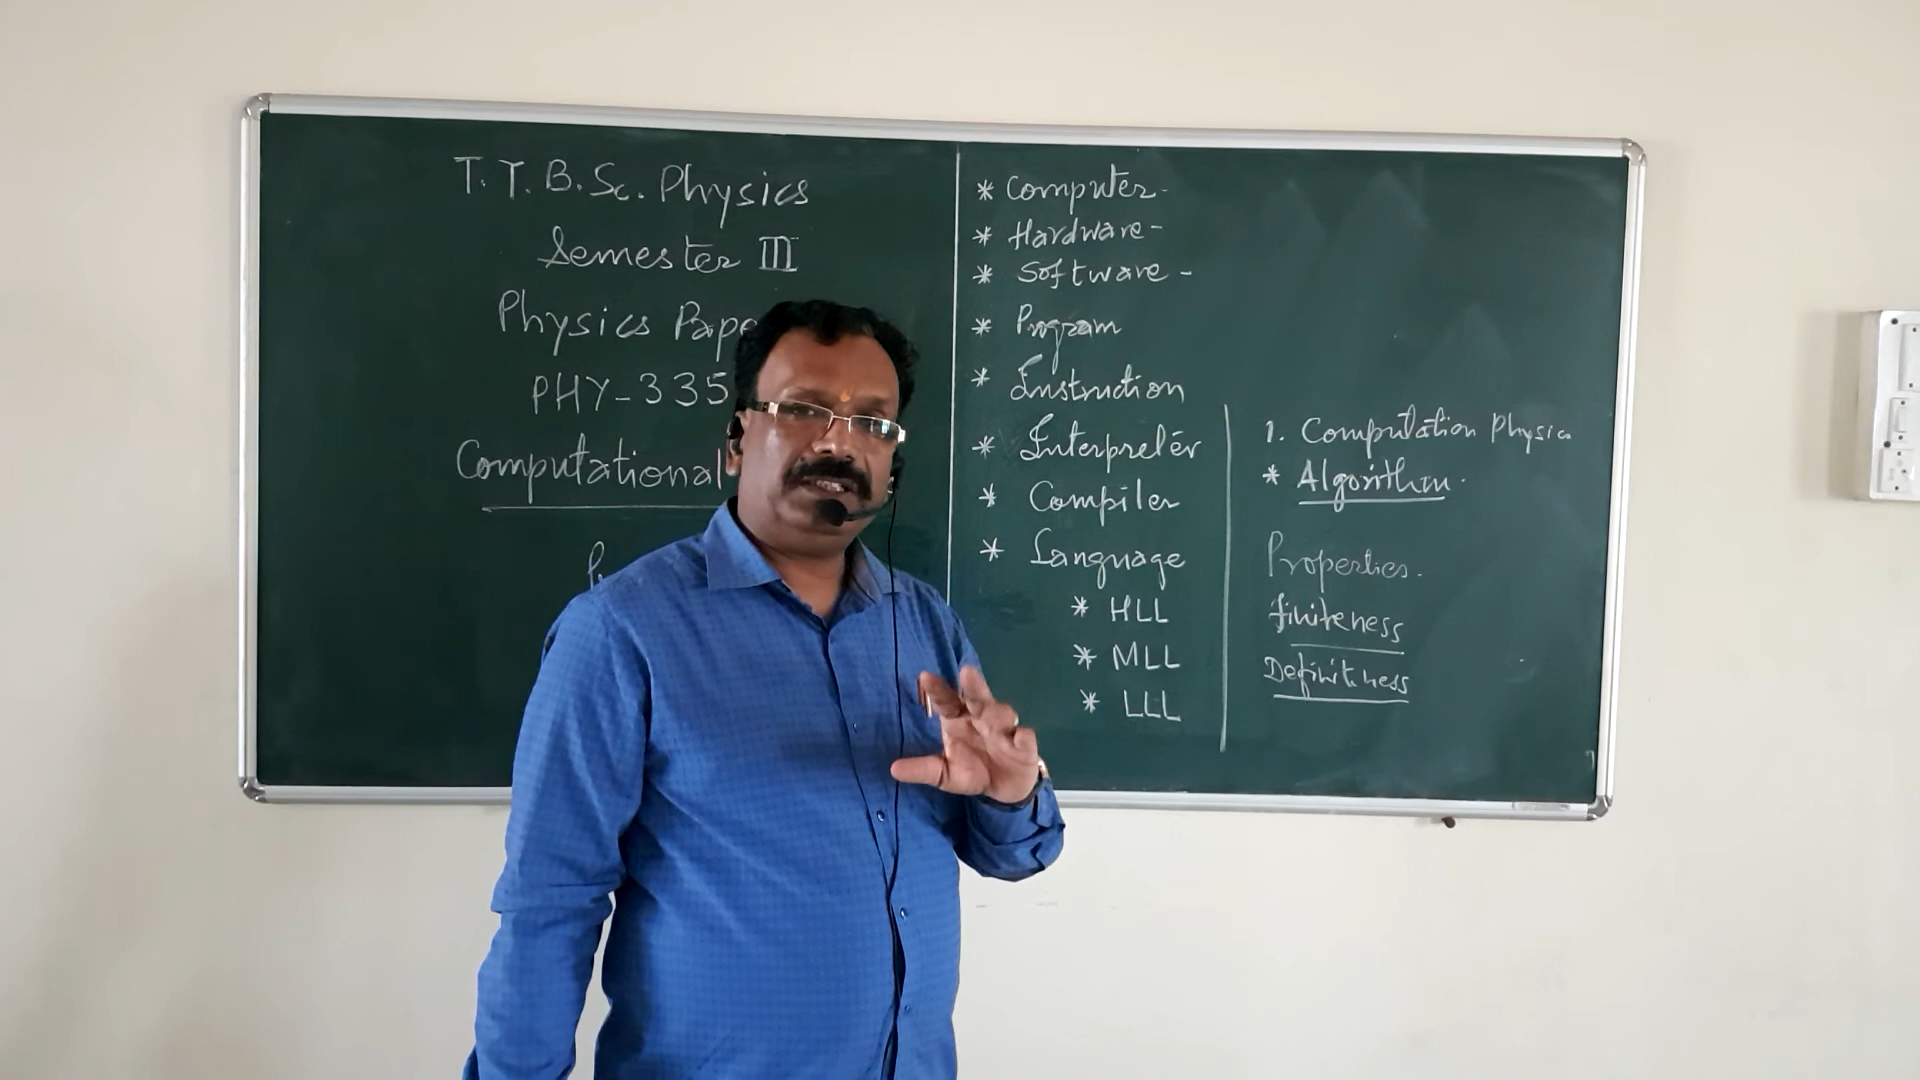 T.Y.B.Sc. Physics
Semester III
Physics Pape
PHY-335
Computational
* Computer -
* Hardware -
* Software -
* Program
* Instruction
* Interpreter
* Compiler
* Language
* HLL
* MLL
* LLL
1. Computation Physics
* Algorithm.
Properties.
finiteness
Definiteness